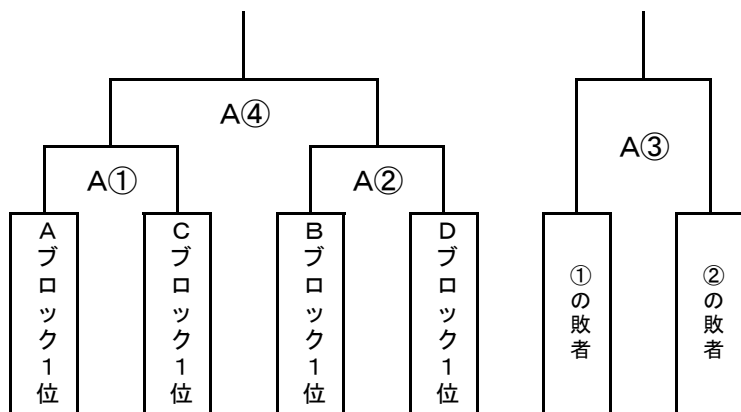 A④
A③
A①
A②
Aブロック1位
Cブロック1位
Bブロック1位
Dブロック1位
①の敗者
②の敗者